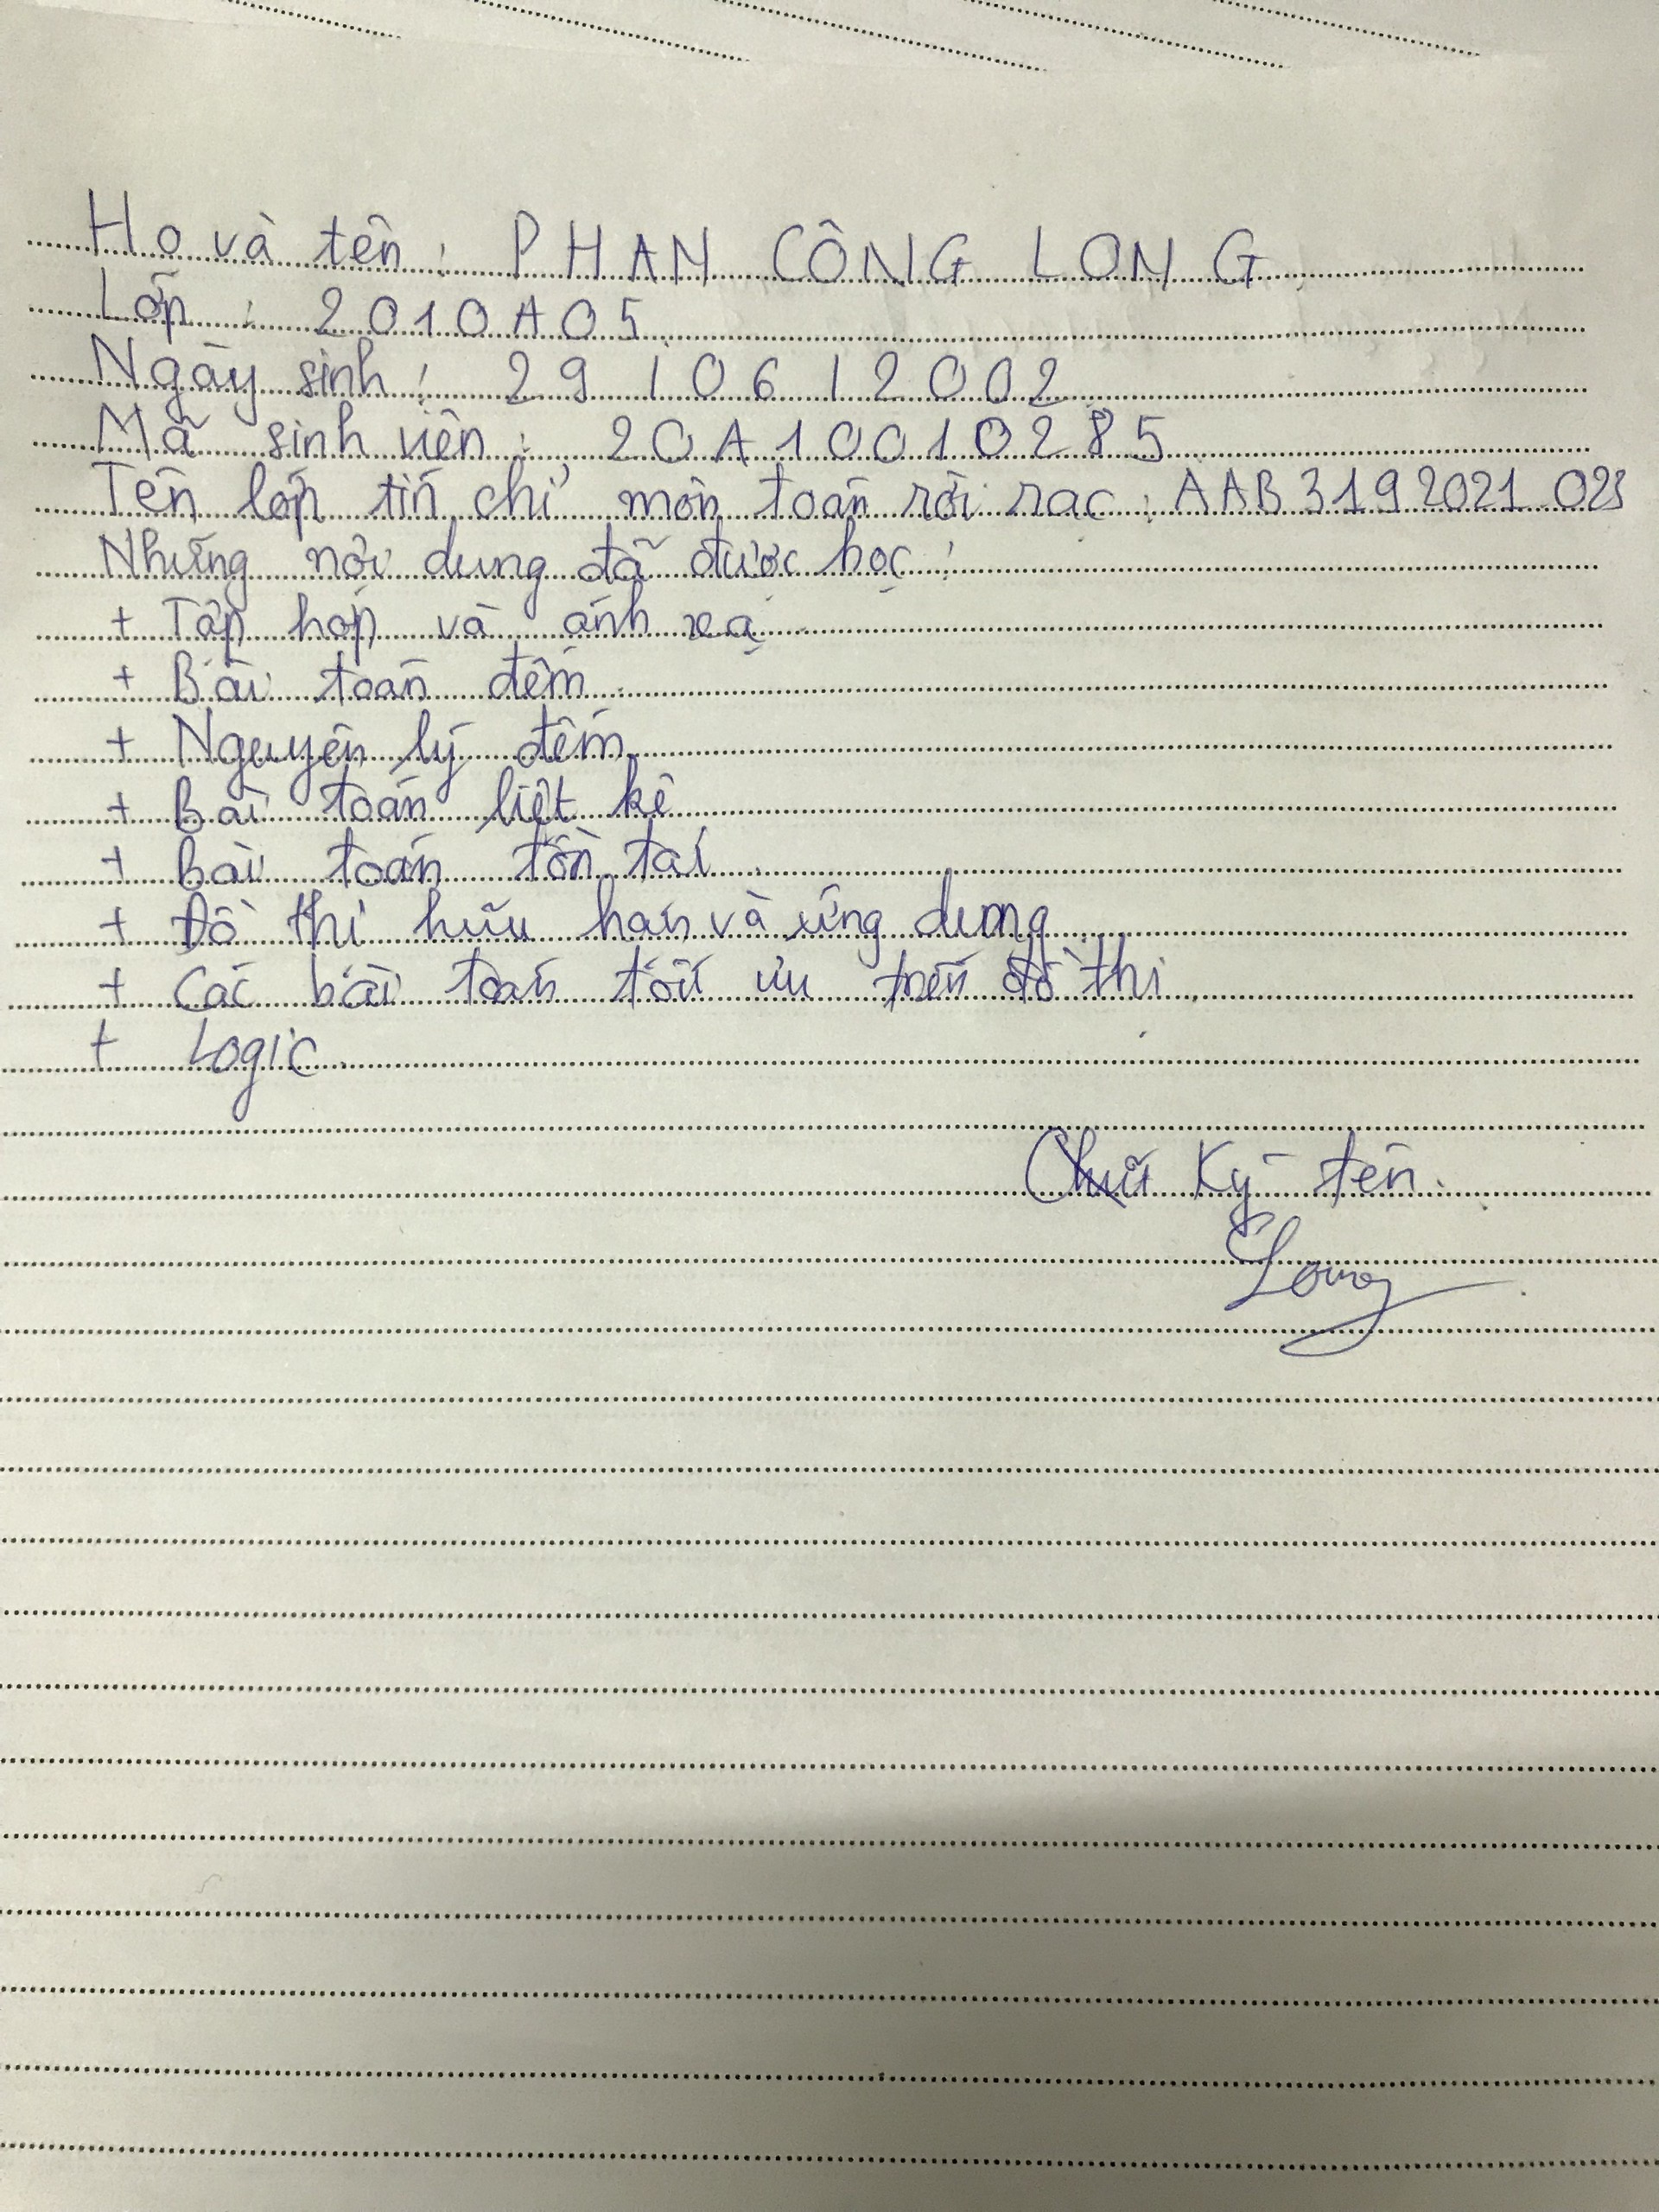 Họ và tên : PHAN CÔNG LONG
Lớp : 2010A05
Ngày sinh : 29/06/2002
Mã sinh viên : 20A10010285
Tên lớp tín chỉ môn toán rời rạc : AAB3192021_02
Những nội dung đã được học :
+ Tập hợp và ánh xạ
+ Bài toán đếm
+ Nguyên lý đếm
+ Bài toán liệt kê
+ Bài toán tồn tại
+ Đồ thị hữu hạn và ứng dụng
+ Các bài toán tối ưu trên đồ thị
+ Logic
Chữ ký tên
Long